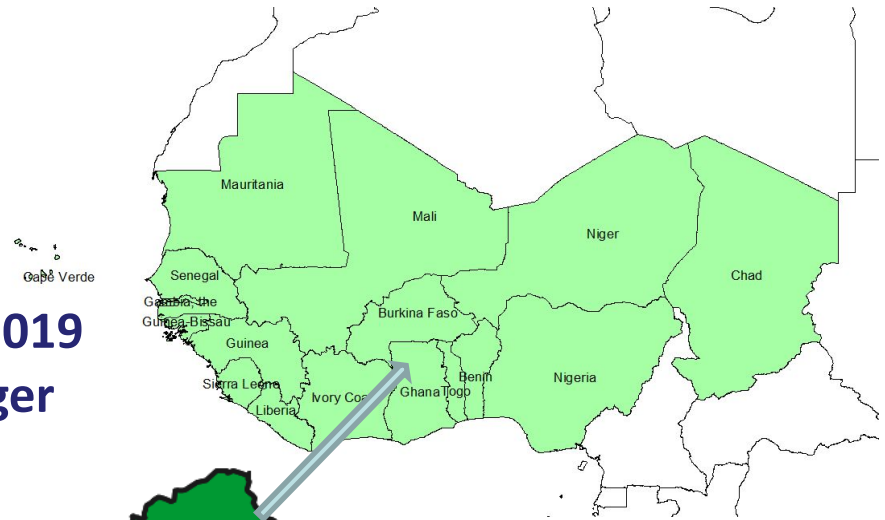 Mauritania
Mali
Niger
Chad
Cape Verde
Senegal
Gambia, the
Guinea-Bissau
019
Burkina Faso
Guinea
ger
Sierra Leone
Liberia
Ivory Coa
Ghana
Togo
Benin
Nigeria